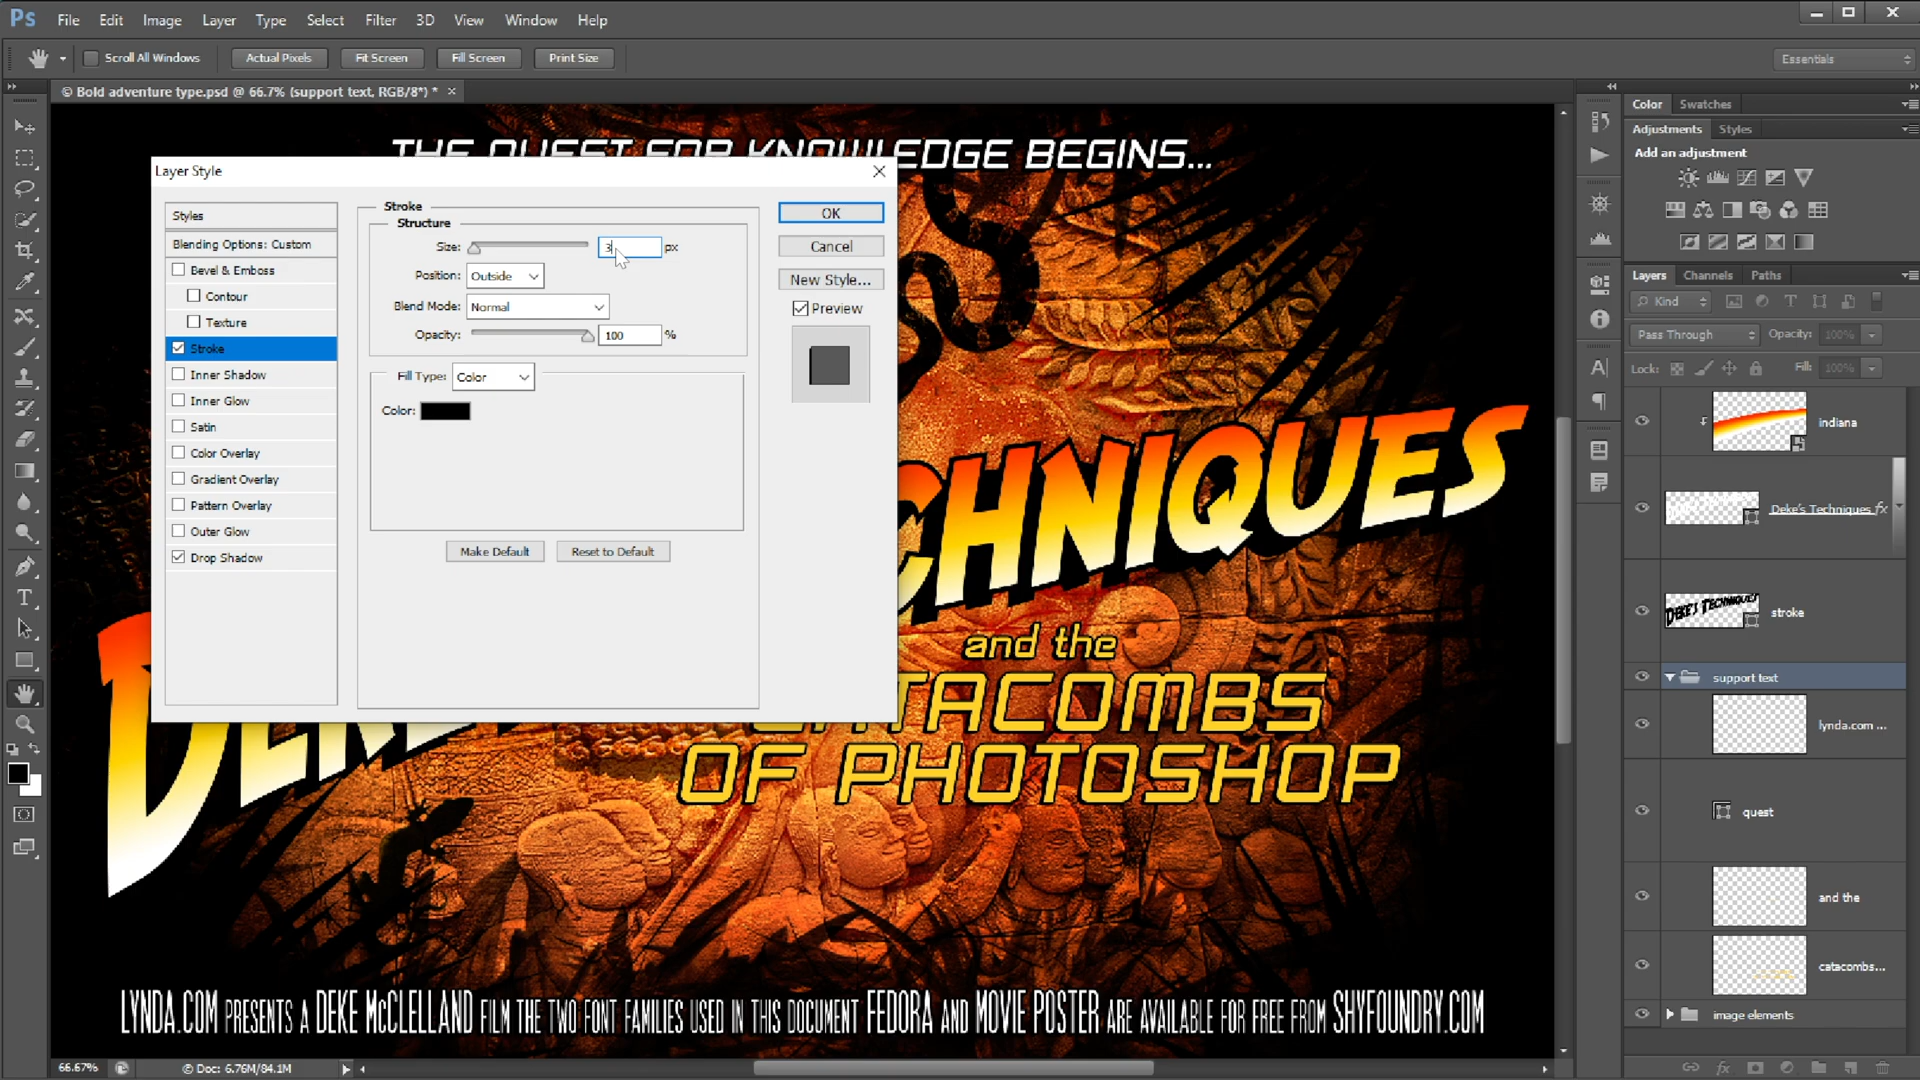 Ps File Edit Image Layer Type Select Filter 3D View Window Help
Scroll All Windows Actual Pixels Fit Screen Fill Screen Print Size Essentials
© Bold adventure type.psd @ 66.7% (support text, RGB/8*) * ×
THE QUEST FOR KNOWLEDGE BEGINS...
Layer Style
Styles
Blending Options: Custom
Bevel & Emboss
Contour
Texture
Stroke
Inner Shadow
Inner Glow
Satin
Color Overlay
Gradient Overlay
Pattern Overlay
Outer Glow
Drop Shadow
Stroke
Structure
Size: 3 px
Position: Outside
Blend Mode: Normal
Opacity: 100 %
Fill Type: Color
Color:
Make Default Reset to Default
OK
Cancel
New Style...
Preview
and the
OF PHOTOSHOP
LYNDA.COM PRESENTS A DEKE McCLELLAND FILM THE TWO FONT FAMILIES USED IN THIS DOCUMENT FEDORA AND MOVIE POSTER ARE AVAILABLE FOR FREE FROM SHYFOUNDRY.COM
66.67% © Doc: 6.76M/84.1M
Color Swatches
Adjustments Styles
Add an adjustment
Layers Channels Paths
Kind
Pass Through Opacity: 100%
Lock: Fill: 100%
indiana
Deke's Techniques fx
DEKE'S TECHNIQUES stroke
support text
lynda.com ...
quest
and the
catacombs...
image elements